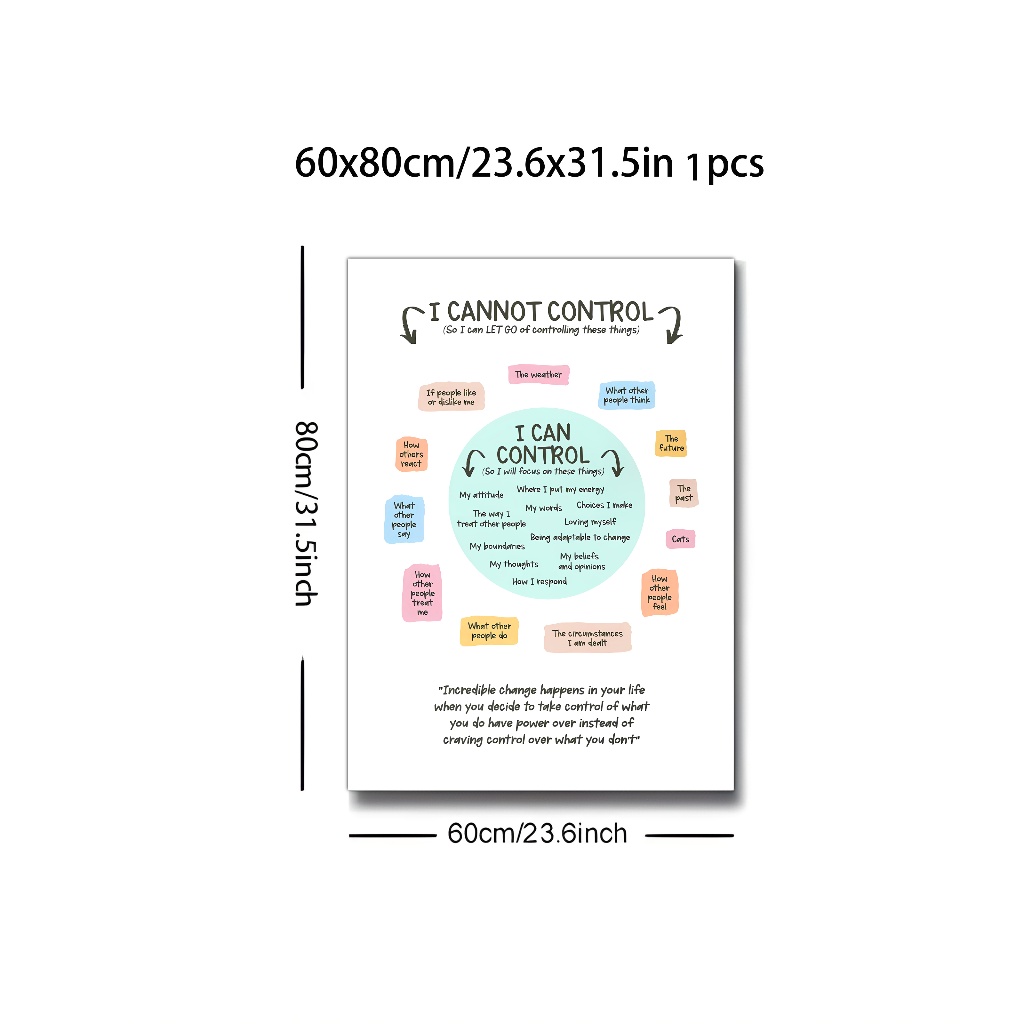 60x80cm/23.6x31.5in 1pcs
80cm/31.5inch
I CANNOT CONTROL
(So I can LET GO of controlling these things)
The weather
If people like
or dislike me
What other
people think
How
others
react
The
future
What
other
people
say
The
past
Cats
How
other
people
treat
me
How
other
people
feel
What other
people do
The circumstances
I am dealt
I CAN
CONTROL
(So I will focus on these things)
My attitude
Where I put my energy
My words
Choices I make
The way I
treat other people
Loving myself
Being adaptable to change
My boundaries
My beliefs
and opinions
My thoughts
How I respond
"Incredible change happens in your life
when you decide to take control of what
you do have power over instead of
craving control over what you don't"
60cm/23.6inch